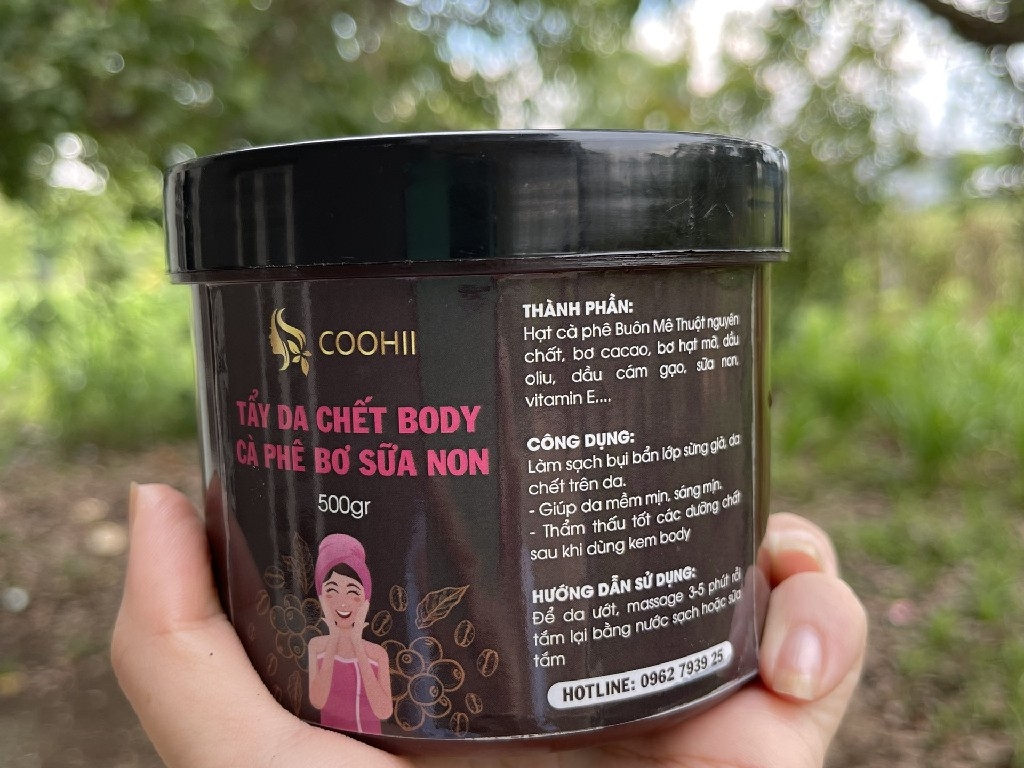 COOHII
TẨY DA CHẾT BODY
CÀ PHÊ BƠ SỮA NON
500gr
THÀNH PHẦN:
Hạt cà phê Buôn Mê Thuột nguyên
chất, bơ cacao, bơ hạt mỡ, dầu
oliu, dầu cám gạo, sữa non,
vitamin E,...
CÔNG DỤNG:
Làm sạch bụi bẩn lớp sừng già, da
chết trên da.
- Giúp da mềm mịn, sáng mịn.
- Thẩm thấu tốt các dưỡng chất
sau khi dùng kem body
HƯỚNG DẪN SỬ DỤNG:
Để da ướt, massage 3-5 phút rồi
tắm lại bằng nước sạch hoặc sữa
tắm
HOTLINE: 0962 7939 25